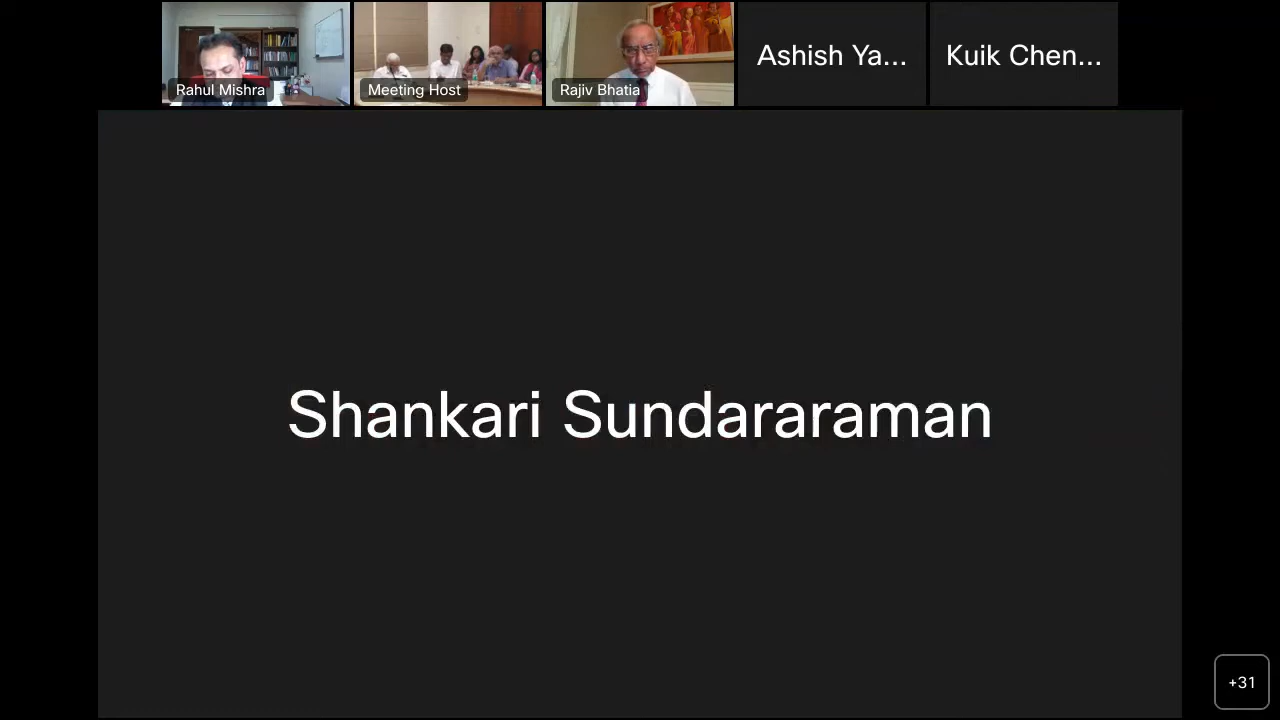 Rahul Mishra
Meeting Host
Rajiv Bhatia
Ashish Ya...
Kuik Chen...
Shankari Sundararaman
+31